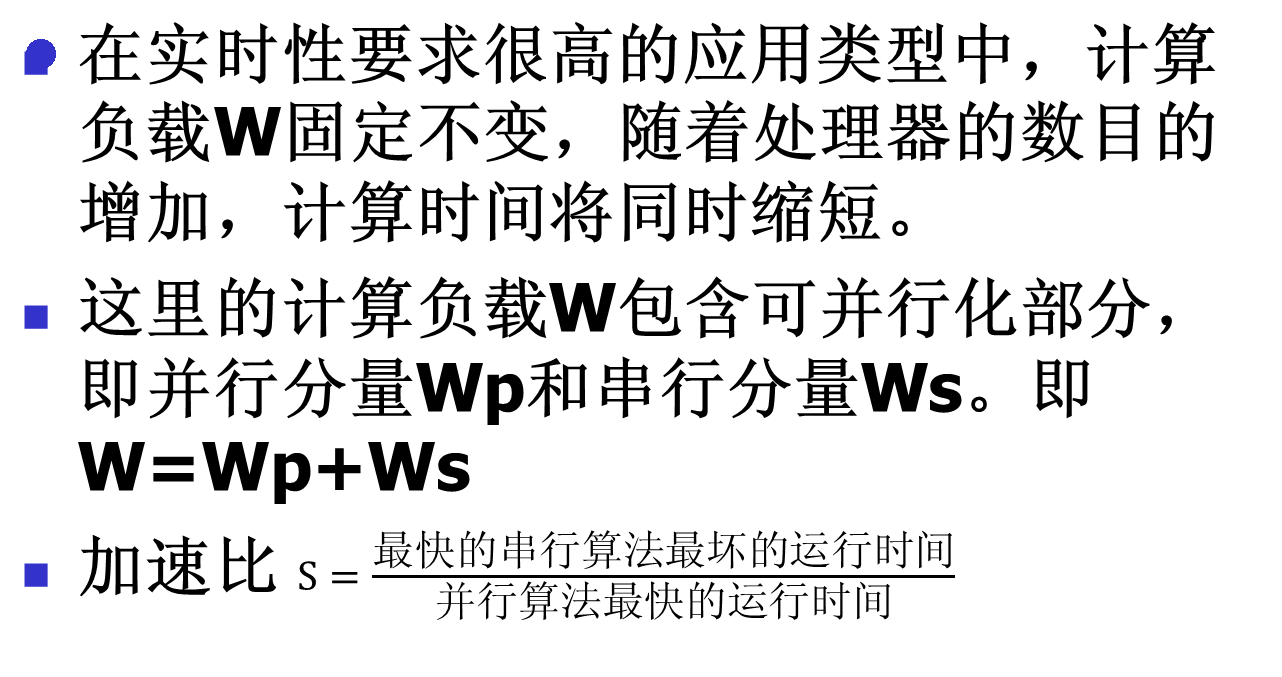 在实时性要求很高的应用类型中，计算
负载W固定不变，随着处理器的数目的
增加，计算时间将同时缩短。
这里的计算负载W包含可并行化部分，
即并行分量Wp和串行分量Ws。即
W=Wp+Ws
加速比 S = 最快的串行算法最坏的运行时间
并行算法最快的运行时间